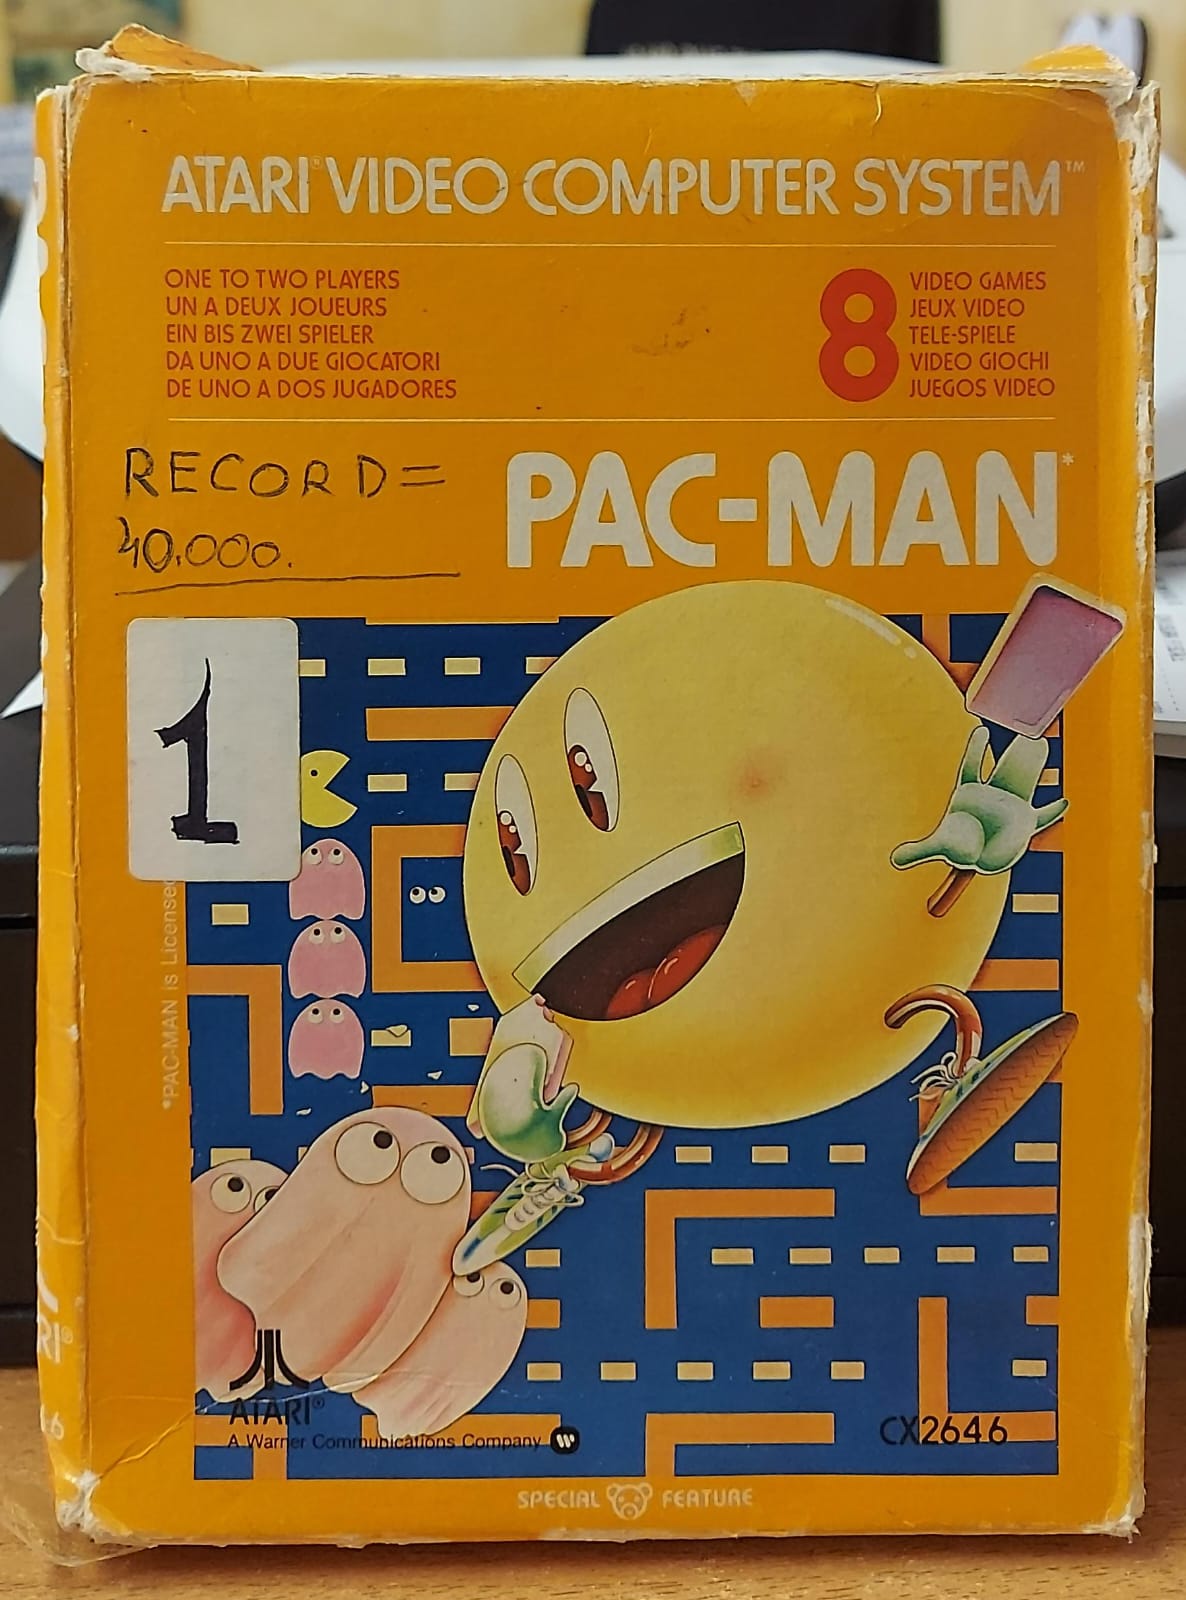 ATARI® VIDEO COMPUTER SYSTEM™
ONE TO TWO PLAYERS
UN A DEUX JOUEURS
EIN BIS ZWEI SPIELER
DA UNO A DUE GIOCATORI
DE UNO A DOS JUGADORES
8
VIDEO GAMES
JEUX VIDEO
TELE-SPIELE
VIDEO GIOCHI
JUEGOS VIDEO
RECORD=
40.000.
PAC-MAN*
1
*PAC-MAN is Licensed
ATARI®
A Warner Communications Company
CX2646
SPECIAL FEATURE